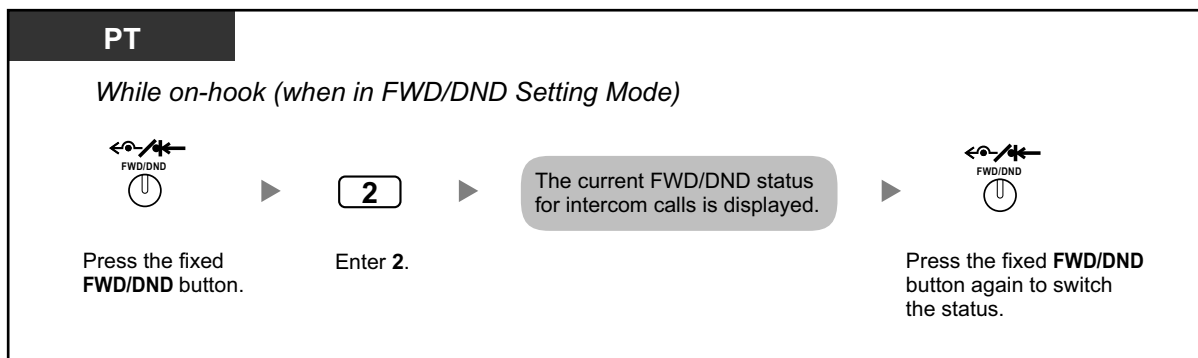 PT
While on-hook (when in FWD/DND Setting Mode)
FWD/DND
2
The current FWD/DND status
for intercom calls is displayed.
FWD/DND
Press the fixed
FWD/DND button.
Enter 2.
Press the fixed FWD/DND
button again to switch
the status.